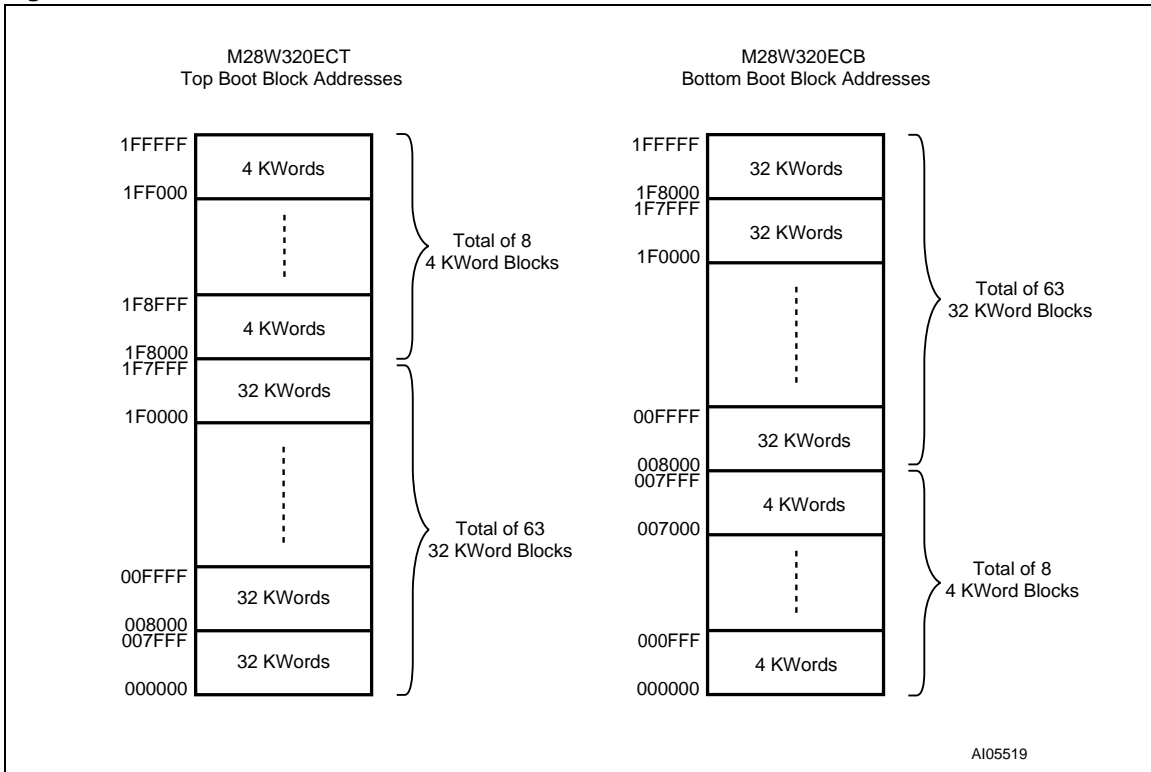 M28W320ECT
Top Boot Block Addresses
1FFFFF
4 KWords
1FF000
Total of 8
4 KWord Blocks
1F8FFF
4 KWords
1F8000
1F7FFF
32 KWords
1F0000
Total of 63
32 KWord Blocks
00FFFF
32 KWords
008000
007FFF
32 KWords
000000
M28W320ECB
Bottom Boot Block Addresses
1FFFFF
32 KWords
1F8000
1F7FFF
32 KWords
1F0000
Total of 63
32 KWord Blocks
00FFFF
32 KWords
008000
007FFF
4 KWords
007000
Total of 8
4 KWord Blocks
000FFF
4 KWords
000000
AI05519